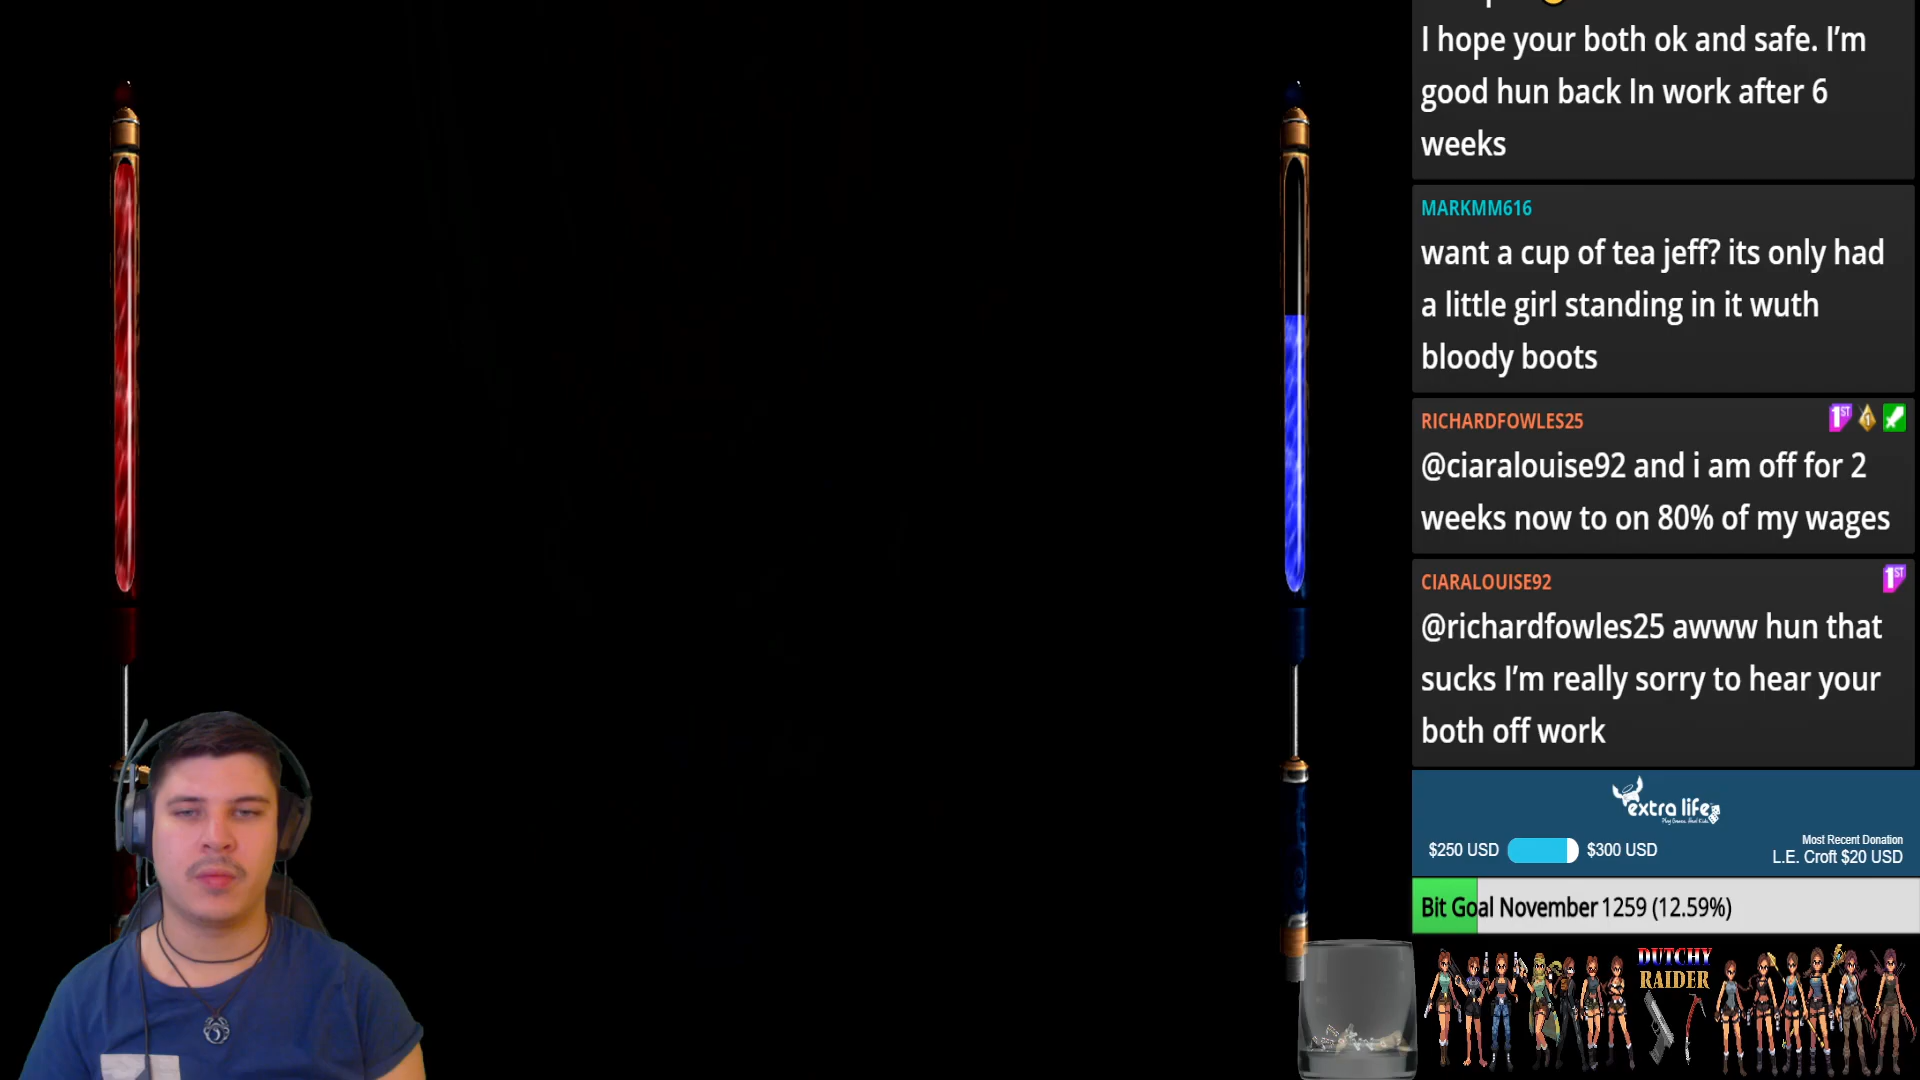 I hope your both ok and safe. I'm
good hun back In work after 6
weeks
MARKMM616
want a cup of tea jeff? its only had
a little girl standing in it wuth
bloody boots
RICHARDFOWLES25
@ciaralouise92 and i am off for 2
weeks now to on 80% of my wages
CIARALOUISE92
@richardfowles25 awww hun that
sucks I'm really sorry to hear your
both off work
extra life
Play Games. Heal Kids.
$250 USD $300 USD
Most Recent Donation
L.E. Croft $20 USD
Bit Goal November 1259 (12.59%)
DUTCHY
RAIDER